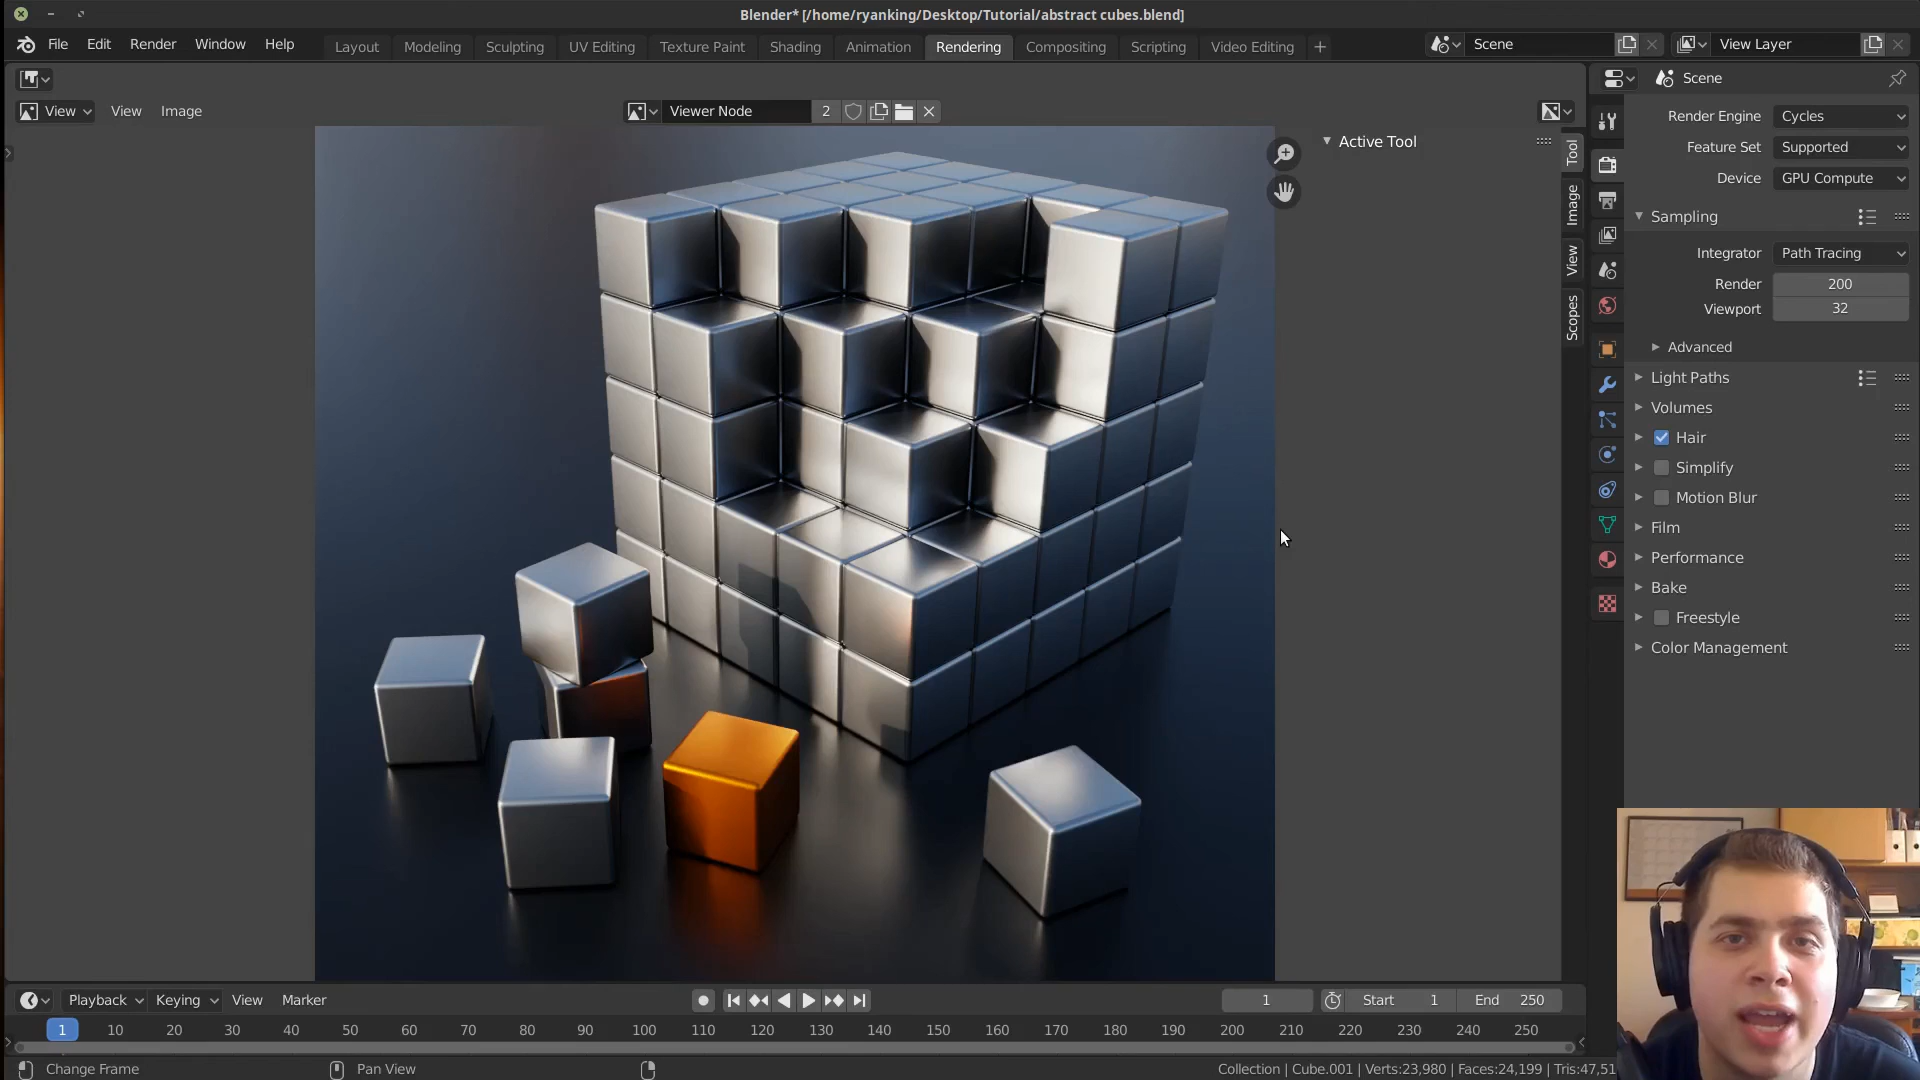 Blender* [/home/ryanking/Desktop/Tutorial/abstract cubes.blend]
File Edit Render Window Help Layout Modeling Sculpting UV Editing Texture Paint Shading Animation Rendering Compositing Scripting Video Editing + Scene View Layer
Scene
View View Image Viewer Node 2
Render Engine Cycles
Active Tool
Feature Set Supported
Device GPU Compute
Tool
Image
View
Scopes
Sampling
Integrator Path Tracing
Render 200
Viewport 32
Advanced
Light Paths
Volumes
Hair
Simplify
Motion Blur
Film
Performance
Bake
Freestyle
Color Management
Playback Keying View Marker 1 Start 1 End 250
1 10 20 30 40 50 60 70 80 90 100 110 120 130 140 150 160 170 180 190 200 210 220 230 240 250
Change Frame Pan View Collection | Cube.001 | Verts:23,980 | Faces:24,199 | Tris:47,51